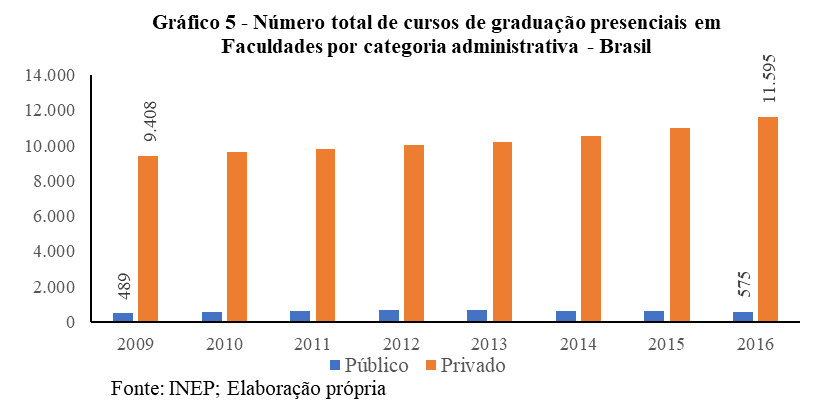 Gráfico 5 - Número total de cursos de graduação presenciais em
Faculdades por categoria administrativa - Brasil
14.000
12.000
10.000
8.000
6.000
4.000
2.000
0
489
9.408
575
11.595
2009 2010 2011 2012 2013 2014 2015 2016
Público Privado
Fonte: INEP; Elaboração própria